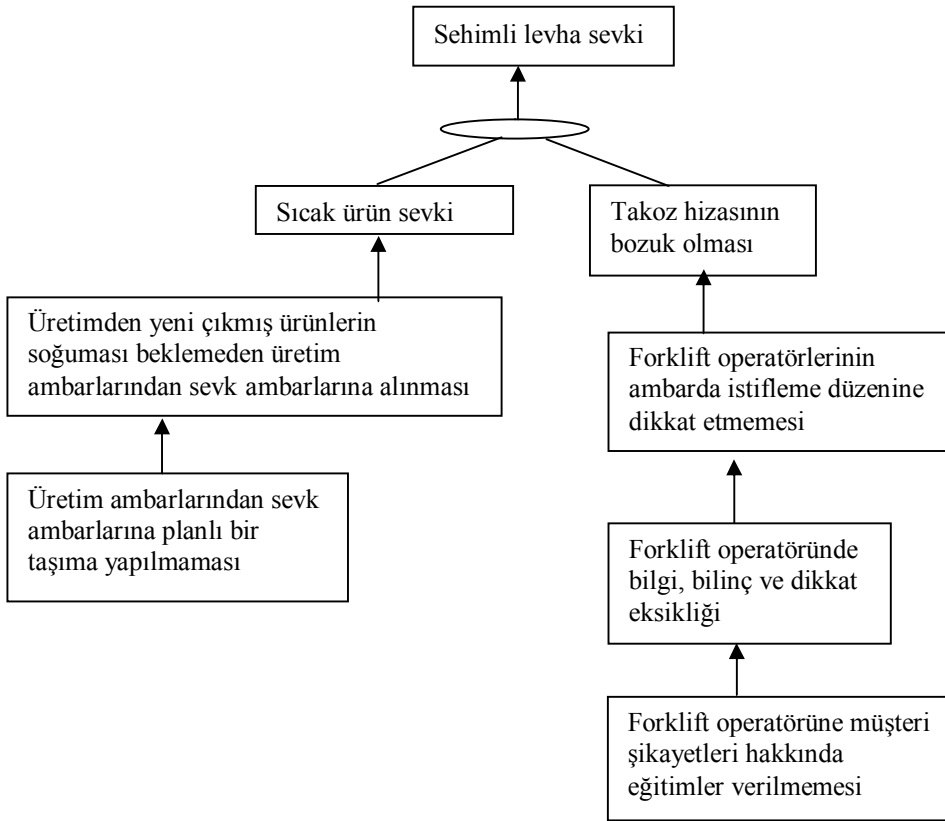 Sehimli levha sevki
Sıcak ürün sevki
Takoz hizasının
bozuk olması
Üretimden yeni çıkmış ürünlerin
soğuması beklemeden üretim
ambarlarından sevk ambarlarına alınması
Forklift operatörlerinin
ambarda istifleme düzenine
dikkat etmemesi
Üretim ambarlarından sevk
ambarlarına planlı bir
taşıma yapılmaması
Forklift operatöründe
bilgi, bilinç ve dikkat
eksikliği
Forklift operatörüne müşteri
şikayetleri hakkında
eğitimler verilmemesi